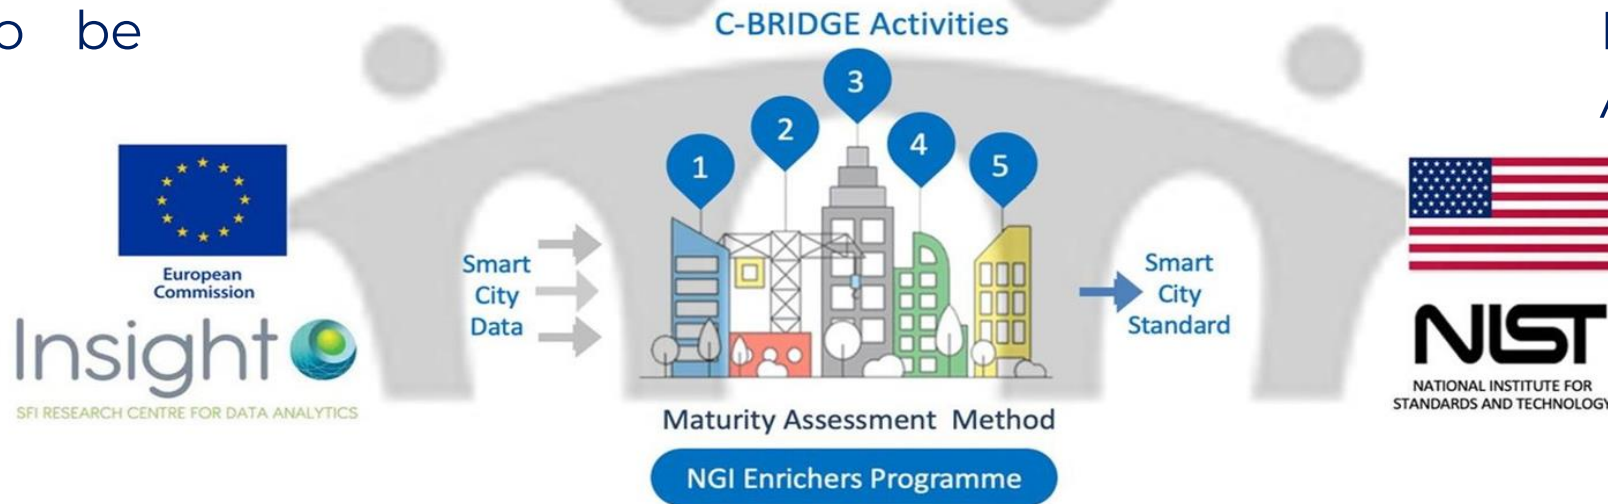 be
C-BRIDGE Activities
3
2
4
1
5
European
Commission
Insight
SFI RESEARCH CENTRE FOR DATA ANALYTICS
Smart
City
Data
Smart
City
Standard
NIST
NATIONAL INSTITUTE FOR
STANDARDS AND TECHNOLOGY
Maturity Assessment Method
NGI Enrichers Programme